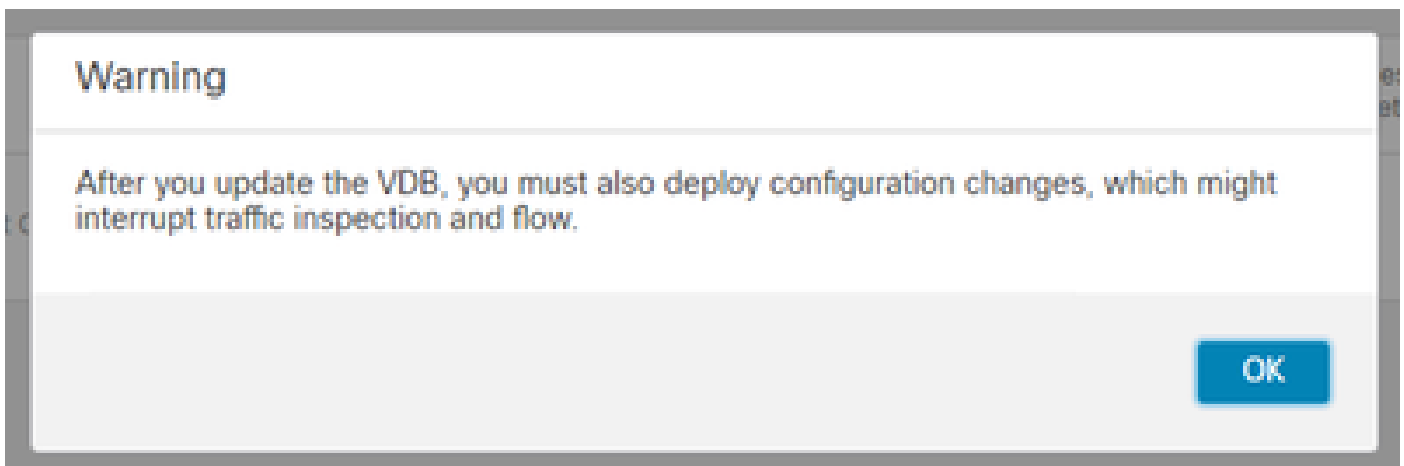 Warning
After you update the VDB, you must also deploy configuration changes, which might
interrupt traffic inspection and flow.
OK